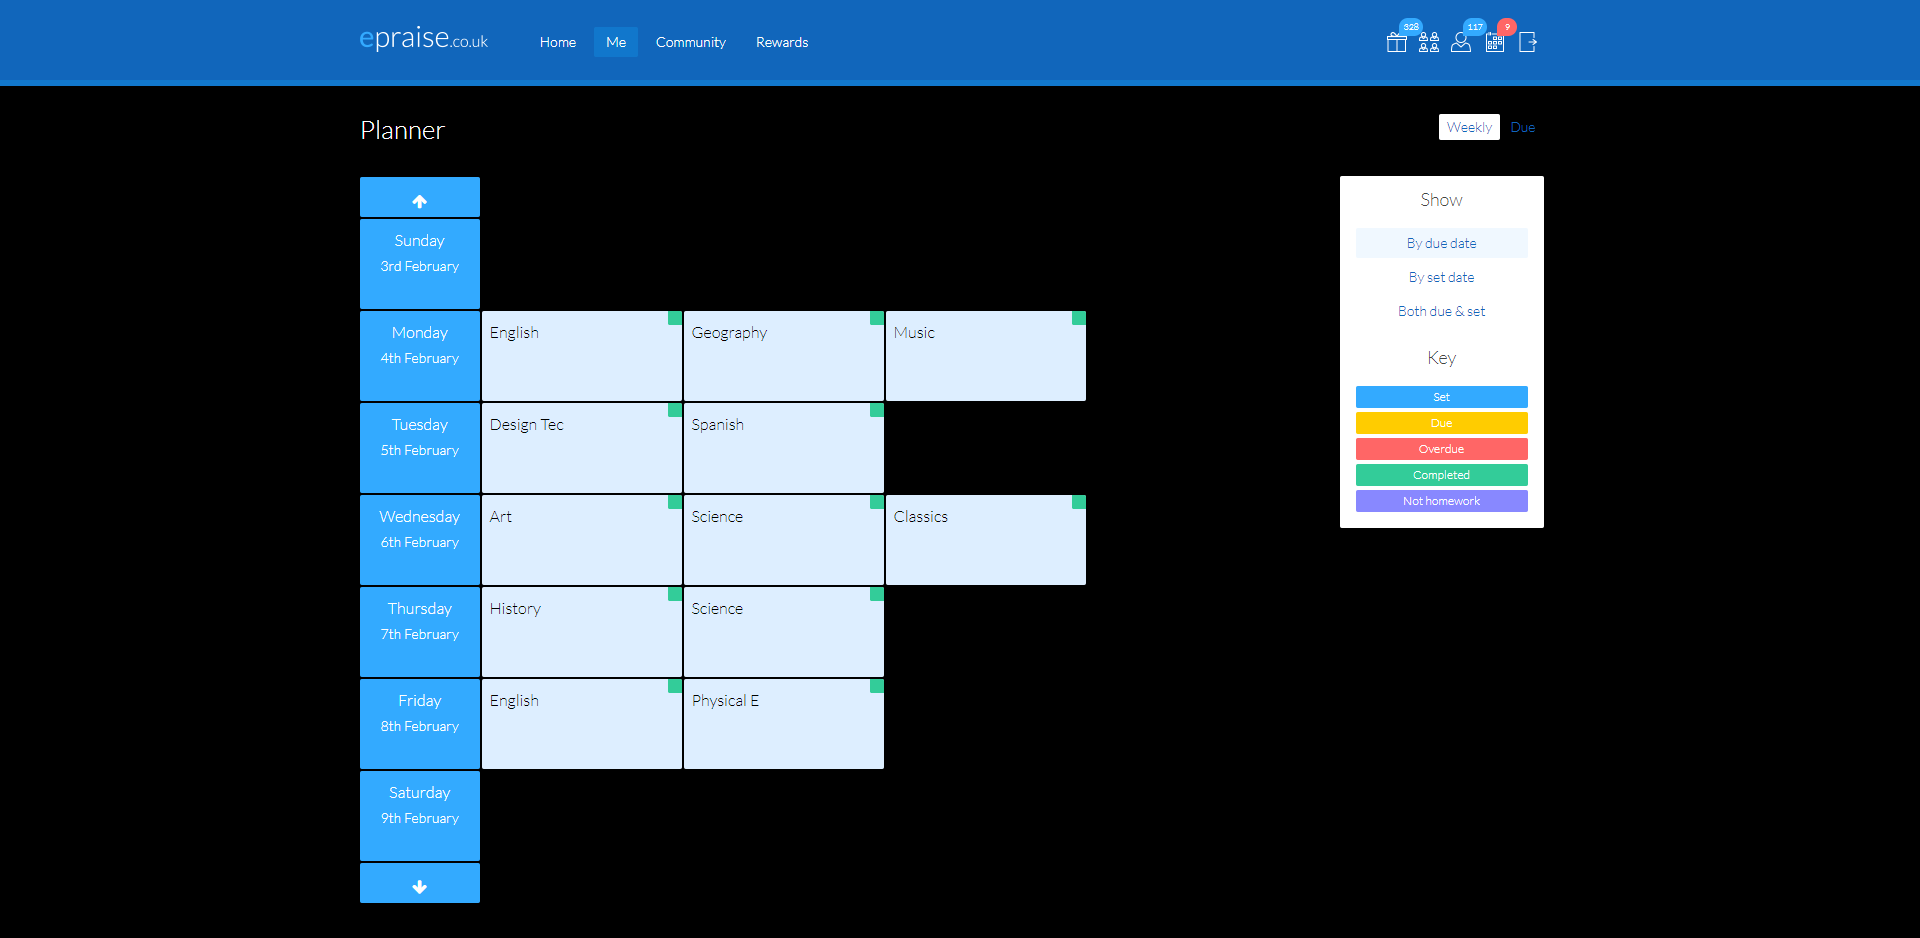 epraise.co.uk
Home Me Community Rewards
328 117 9
Planner
Weekly Due
Sunday
3rd February
Monday
4th February
English Geography Music
Tuesday
5th February
Design Tec Spanish
Wednesday
6th February
Art Science Classics
Thursday
7th February
History Science
Friday
8th February
English Physical E
Saturday
9th February
Show
By due date
By set date
Both due & set
Key
Set
Due
Overdue
Completed
Not homework